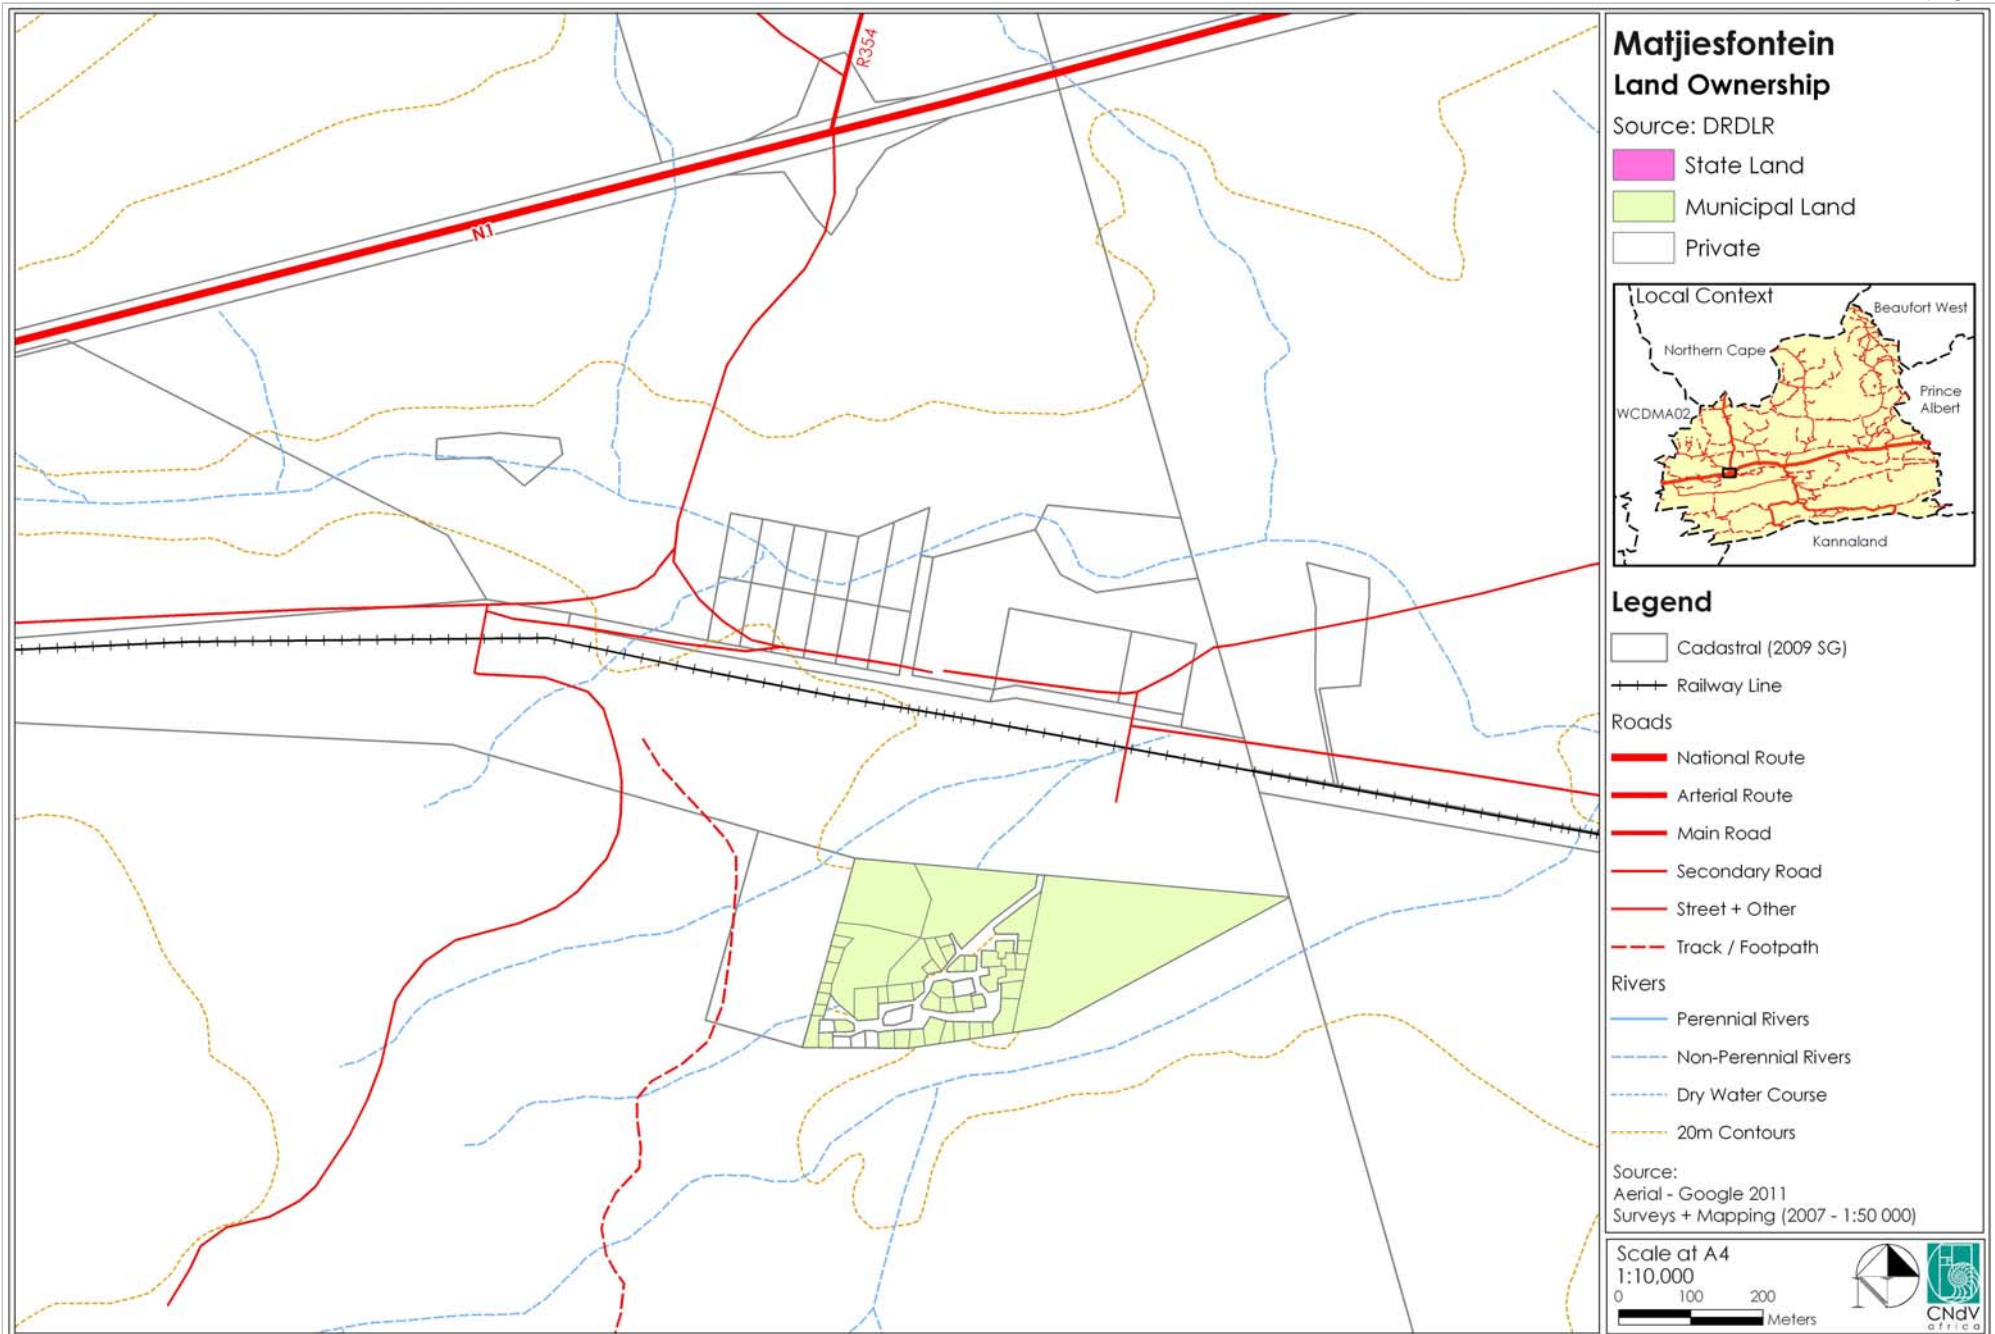 R354
N1
Matjiesfontein
Land Ownership
Source: DRDLR
State Land
Municipal Land
Private
Local Context
Beaufort West
Northern Cape
Prince
Albert
WCDMA02
Kannaland
Legend
Cadastral (2009 SG)
Railway Line
Roads
National Route
Arterial Route
Main Road
Secondary Road
Street + Other
Track / Footpath
Rivers
Perennial Rivers
Non-Perennial Rivers
Dry Water Course
20m Contours
Source:
Aerial - Google 2011
Surveys + Mapping (2007 - 1:50 000)
Scale at A4
1:10,000
0 100 200
Meters
N
CNdV
africa